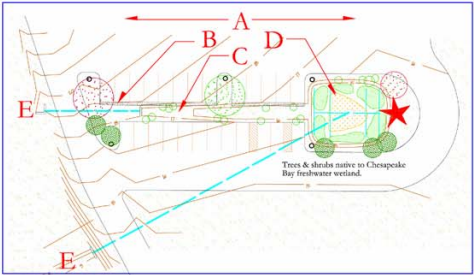 A
B
C
D
E
Trees & shrubs native to Chesapeake
Bay freshwater wetland.
E